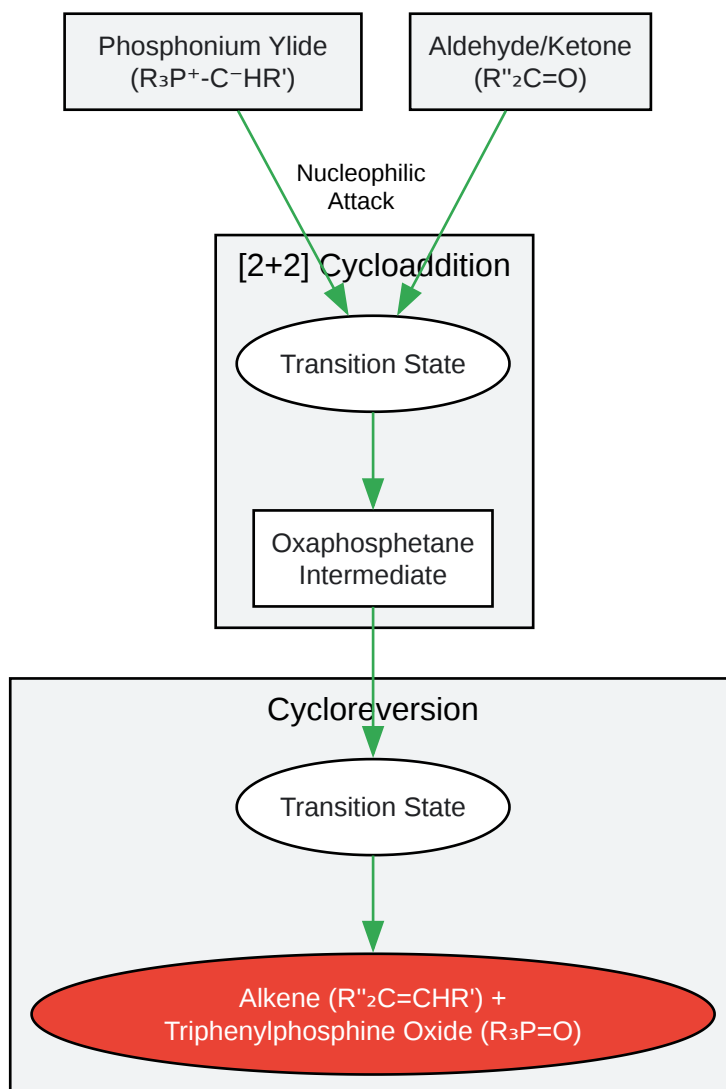 Phosphonium Ylide
(R₃P⁺-C⁻HR')
Aldehyde/Ketone
(R"₂C=O)
Nucleophilic
Attack
[2+2] Cycloaddition
Transition State
Oxaphosphetane
Intermediate
Cycloreversion
Transition State
Alkene (R"₂C=CHR') +
Triphenylphosphine Oxide (R₃P=O)